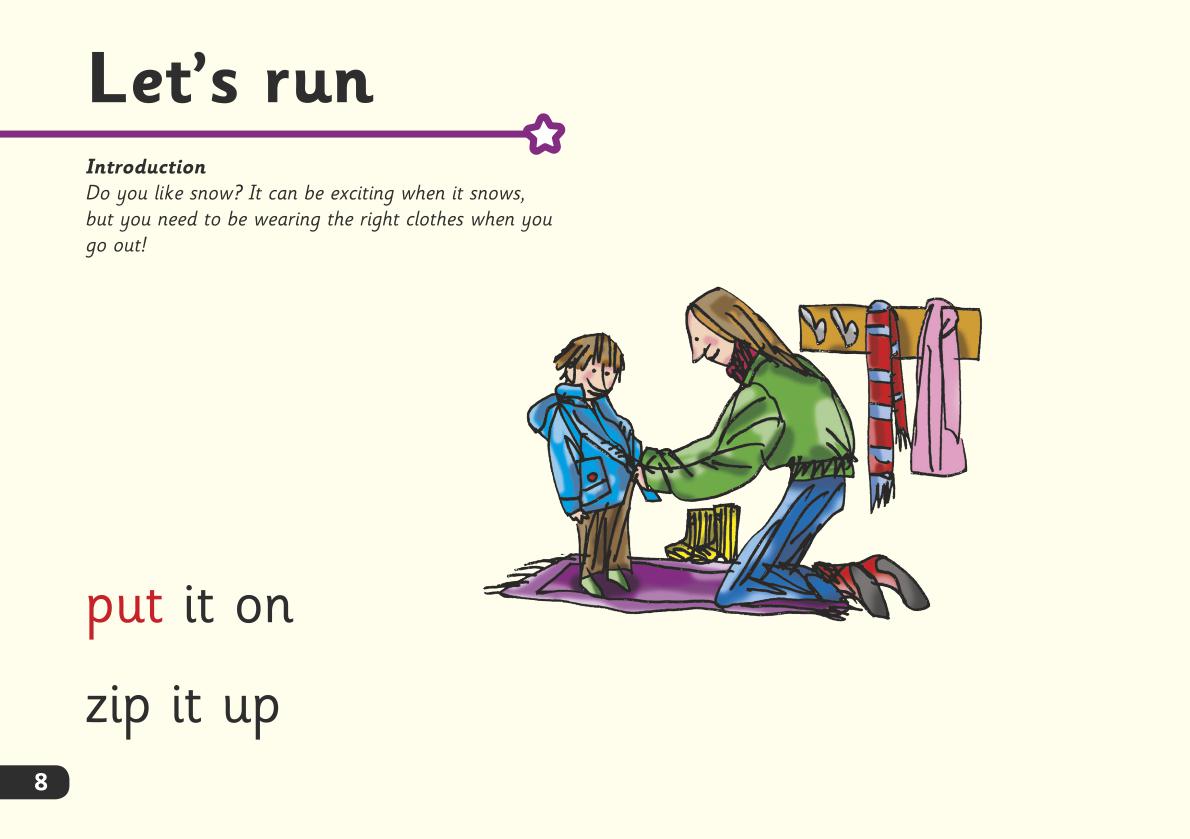 Let’s run
Introduction
Do you like snow? It can be exciting when it snows,
but you need to be wearing the right clothes when you
go out!
put it on
zip it up
8